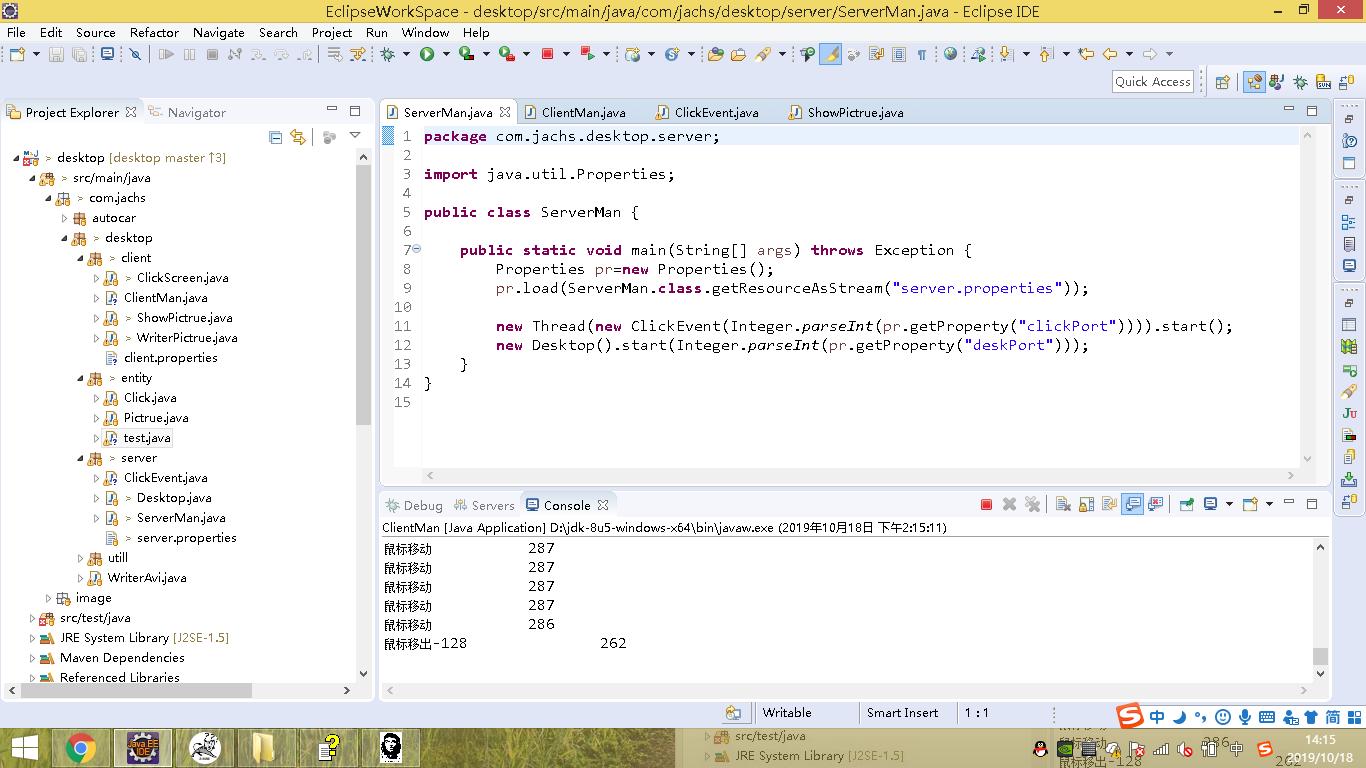 EclipseWorkSpace - desktop/src/main/java/com/jachs/desktop/server/ServerMan.java - Eclipse IDE
File Edit Source Refactor Navigate Search Project Run Window Help
Quick Access
Project Explorer Navigator
> desktop [desktop master ↑3]
> src/main/java
> com.jachs
autocar
> desktop
> client
> ClickScreen.java
ClientMan.java
> ShowPictrue.java
> WriterPictrue.java
client.properties
> entity
Click.java
Pictrue.java
test.java
> server
ClickEvent.java
> Desktop.java
> ServerMan.java
> server.properties
utill
WriterAvi.java
image
src/test/java
JRE System Library [J2SE-1.5]
Maven Dependencies
Referenced Libraries
ServerMan.java ClientMan.java ClickEvent.java ShowPictrue.java
1 package com.jachs.desktop.server;
2
3 import java.util.Properties;
4
5 public class ServerMan {
6
7 public static void main(String[] args) throws Exception {
8 Properties pr=new Properties();
9 pr.load(ServerMan.class.getResourceAsStream("server.properties"));
10
11 new Thread(new ClickEvent(Integer.parseInt(pr.getProperty("clickPort")))).start();
12 new Desktop().start(Integer.parseInt(pr.getProperty("deskPort")));
13 }
14 }
15
Debug Servers Console
ClientMan [Java Application] D:\jdk-8u5-windows-x64\bin\javaw.exe (2019年10月18日 下午2:15:11)
鼠标移动 287
鼠标移动 287
鼠标移动 287
鼠标移动 287
鼠标移动 286
鼠标移出-128 262
Writable Smart Insert 1 : 1
中 简
src/test/java
JRE System Library [J2SE-1.5]
286
鼠标移出-128 262
中
14:15
2019/10/18